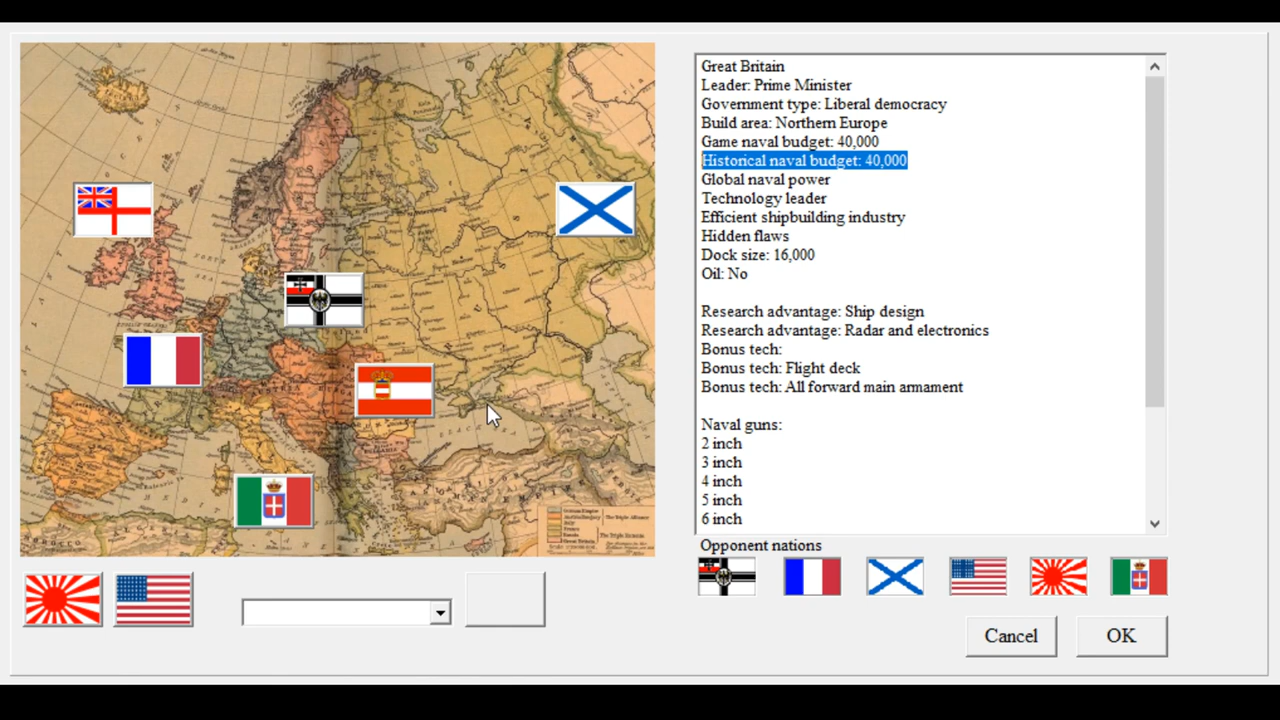 Great Britain
Leader: Prime Minister
Government type: Liberal democracy
Build area: Northern Europe
Game naval budget: 40,000
Historical naval budget: 40,000
Global naval power
Technology leader
Efficient shipbuilding industry
Hidden flaws
Dock size: 16,000
Oil: No
Research advantage: Ship design
Research advantage: Radar and electronics
Bonus tech:
Bonus tech: Flight deck
Bonus tech: All forward main armament
Naval guns:
2 inch
3 inch
4 inch
5 inch
6 inch
Opponent nations
Cancel
OK